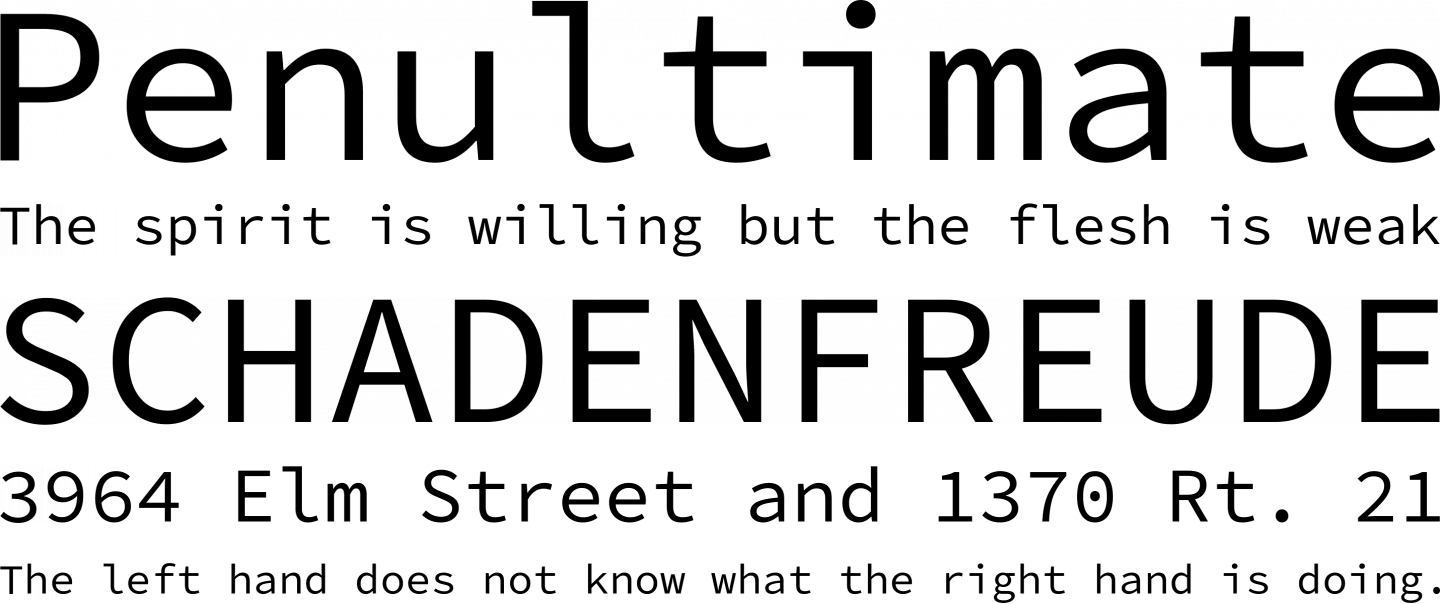 Penultimate
The spirit is willing but the flesh is weak
SCHADENFREUDE
3964 Elm Street and 1370 Rt. 21
The left hand does not know what the right hand is doing.